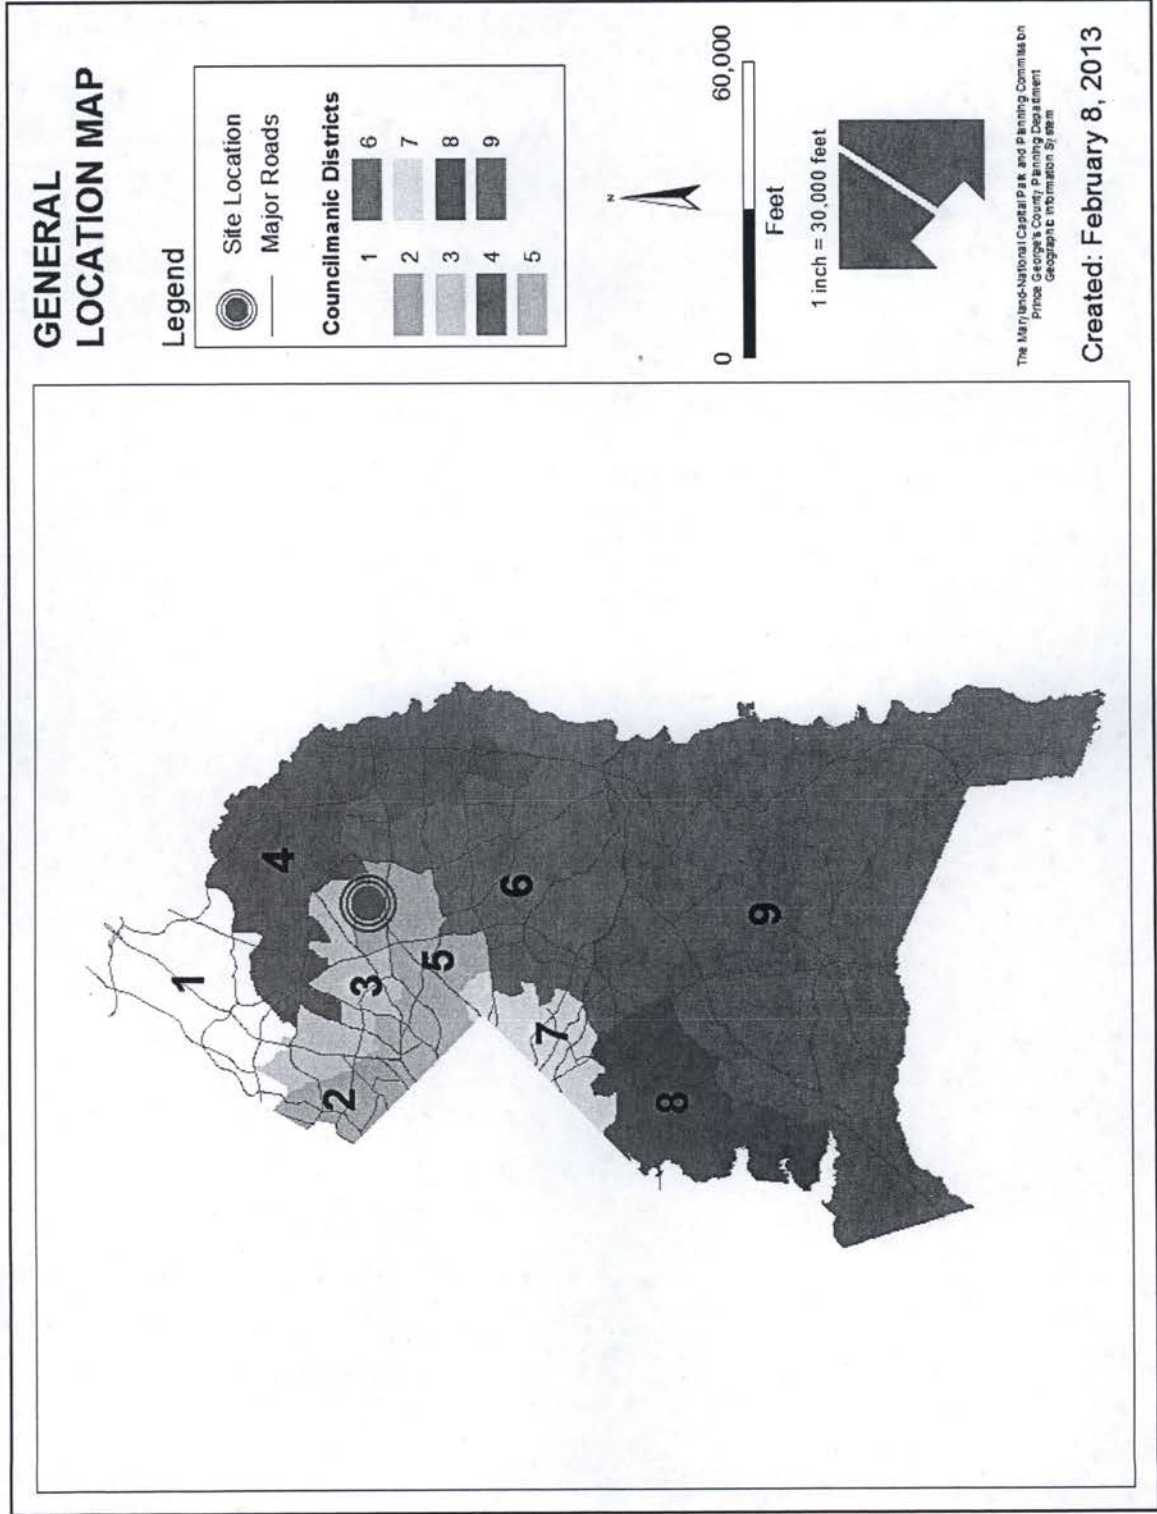 GENERAL
LOCATION MAP
Legend
Site Location
Major Roads
Councilmanic Districts
1
2
3
4
5
6
7
8
9
N
0
60,000
Feet
1 inch = 30,000 feet
The Maryland-National Capital Park and Planning Commission
Prince George's County Planning Department
Geographic Information System
Created: February 8, 2013
1
2
3
4
5
6
7
8
9